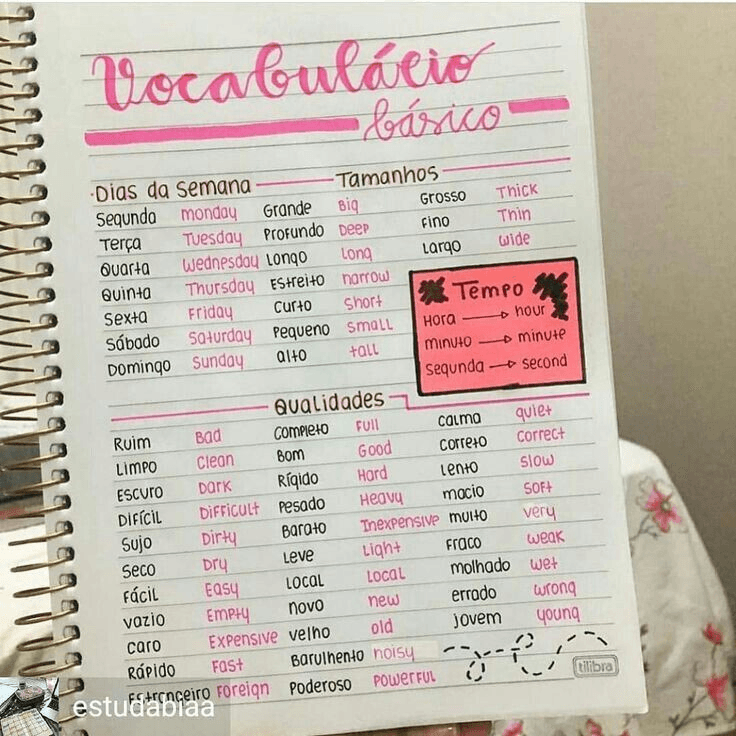 Vocabulário
básico
Dias da Semana Tamanhos
Segunda monday Grande Big Grosso Thick
Terça Tuesday Profundo Deep Fino Thin
Quarta Wednesday Longo Long Largo wide
Quinta Thursday Estreito narrow
Sexta Friday Curto Short
Sábado Saturday Pequeno Small
Domingo Sunday alto tall
Tempo
Hora hour
minuto minute
Segunda second
Qualidades
Ruim Bad Completo Full calma quiet
Limpo Clean Bom Good correto correct
Escuro Dark Rígido Hard Lento slow
Difícil Difficult Pesado Heavy macio soft
Sujo Dirty Barato Inexpensive muito very
Seco Dry Leve Light Fraco weak
Fácil Easy Local Local molhado wet
vazio Empty novo new errado wrong
caro Expensive velho old Jovem young
Rápido Fast Barulhento noisy
Estrangeiro Foreign Poderoso Powerful
tilibra
estudabiaa